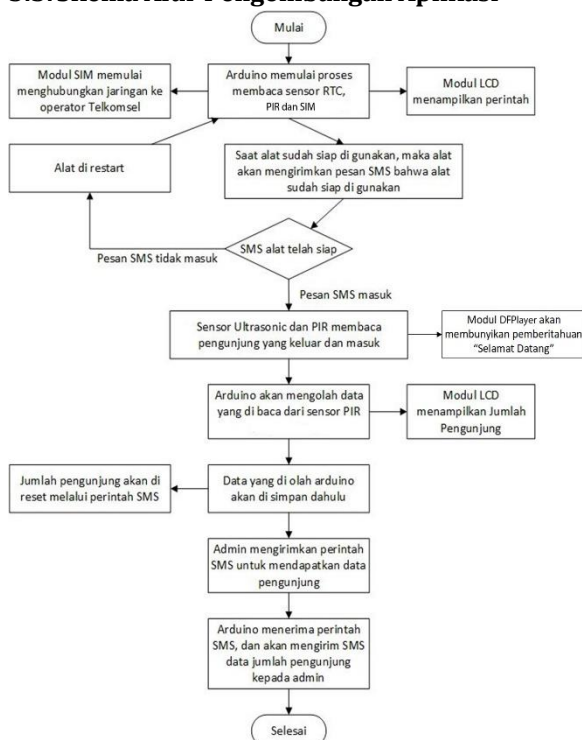 Skema Alur Pengembangan Aplikasi
Mulai
Modul SIM memulai
menghubungkan jaringan ke
operator Telkomsel
Arduino memulai proses
membaca sensor RTC,
PIR dan SIM
Modul LCD
menampilkan perintah
Alat di restart
Saat alat sudah siap di gunakan, maka alat
akan mengirimkan pesan SMS bahwa alat
sudah siap di gunakan
SMS alat telah siap
Pesan SMS tidak masuk
Pesan SMS masuk
Sensor Ultrasonic dan PIR membaca
pengunjung yang keluar dan masuk
Modul DFPlayer akan
membunyikan pemberitahuan
“Selamat Datang”
Arduino akan mengolah data
yang di baca dari sensor PIR
Modul LCD
menampilkan Jumlah
Pengunjung
Jumlah pengunjung akan di
reset melalui perintah SMS
Data yang di olah arduino
akan di simpan dahulu
Admin mengirimkan perintah
SMS untuk mendapatkan data
pengunjung
Arduino menerima perintah
SMS, dan akan mengirim SMS
data jumlah pengunjung
kepada admin
Selesai